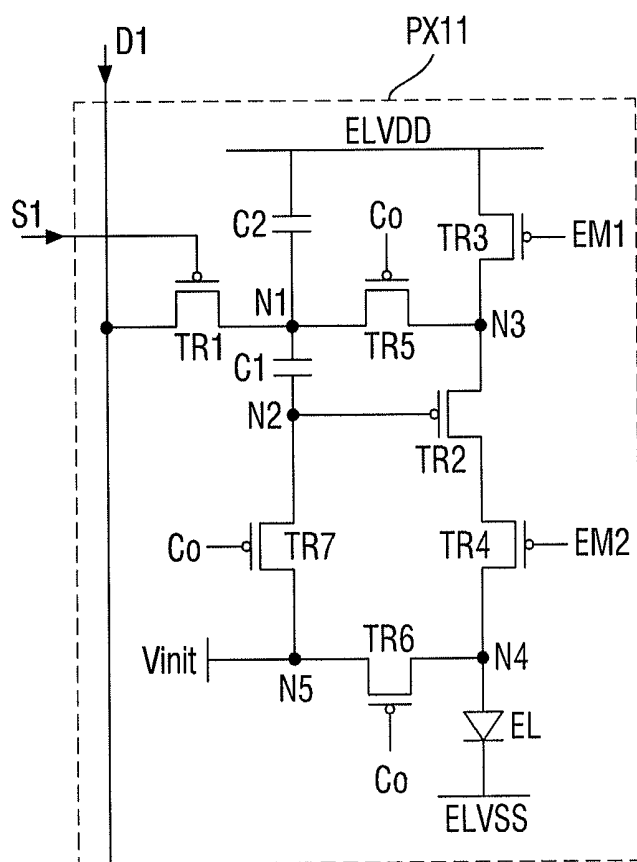 D1
PX11
ELVDD
S1
C2
Co
TR3
EM1
N1
N3
TR1
TR5
C1
N2
TR2
Co
TR7
TR4
EM2
TR6
Vinit
N5
N4
EL
Co
ELVSS